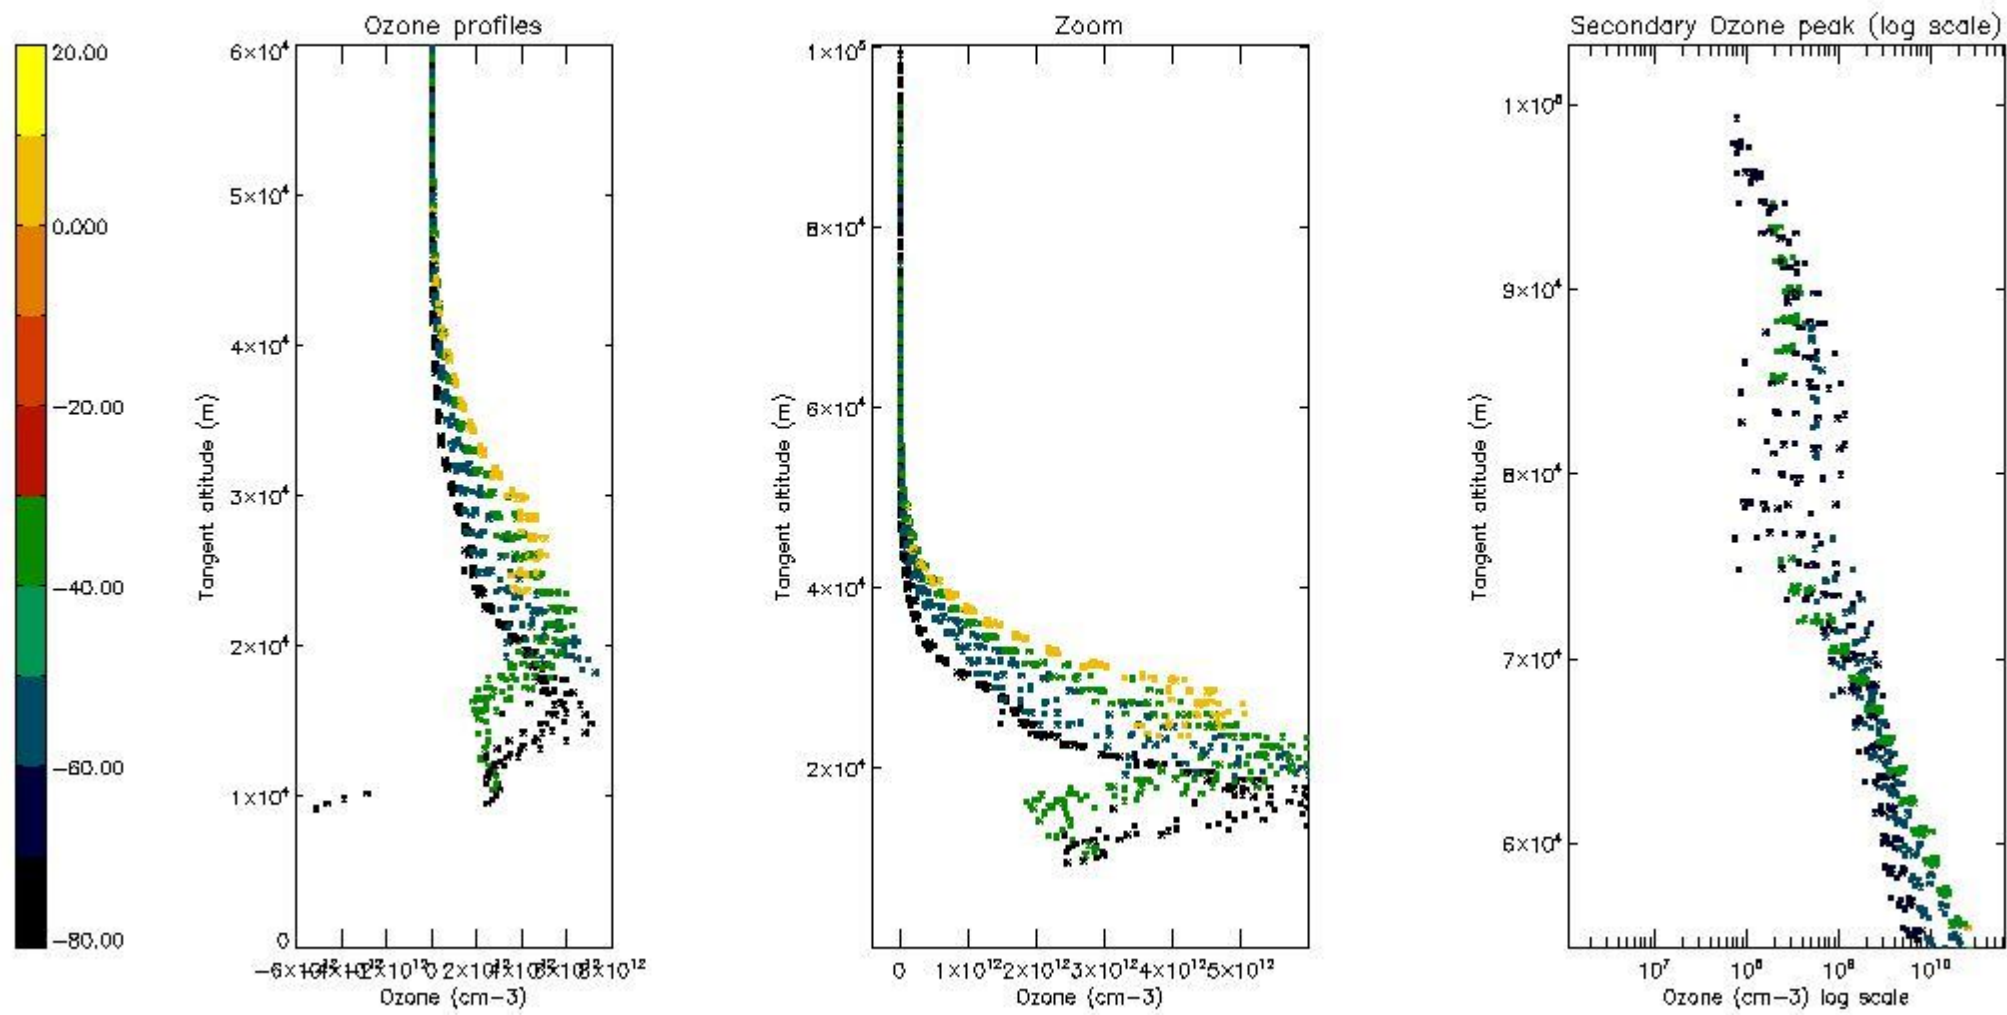 Ozone profiles
Zoom
Secondary Ozone peak (log scale)
20.00
0.000
−20.00
−40.00
−60.00
−80.00
6×10⁴
5×10⁴
4×10⁴
3×10⁴
2×10⁴
1×10⁴
0
Tangent altitude (m)
0
8×10¹²
Ozone (cm−3)
1×10⁵
8×10⁴
6×10⁴
4×10⁴
2×10⁴
Tangent altitude (m)
0 1×10¹² 2×10¹² 3×10¹² 4×10¹² 5×10¹²
Ozone (cm−3)
9×10⁴
8×10⁴
7×10⁴
6×10⁴
Tangent altitude (m)
10⁷ 10⁸ 10⁹ 10¹⁰
Ozone (cm−3) log scale